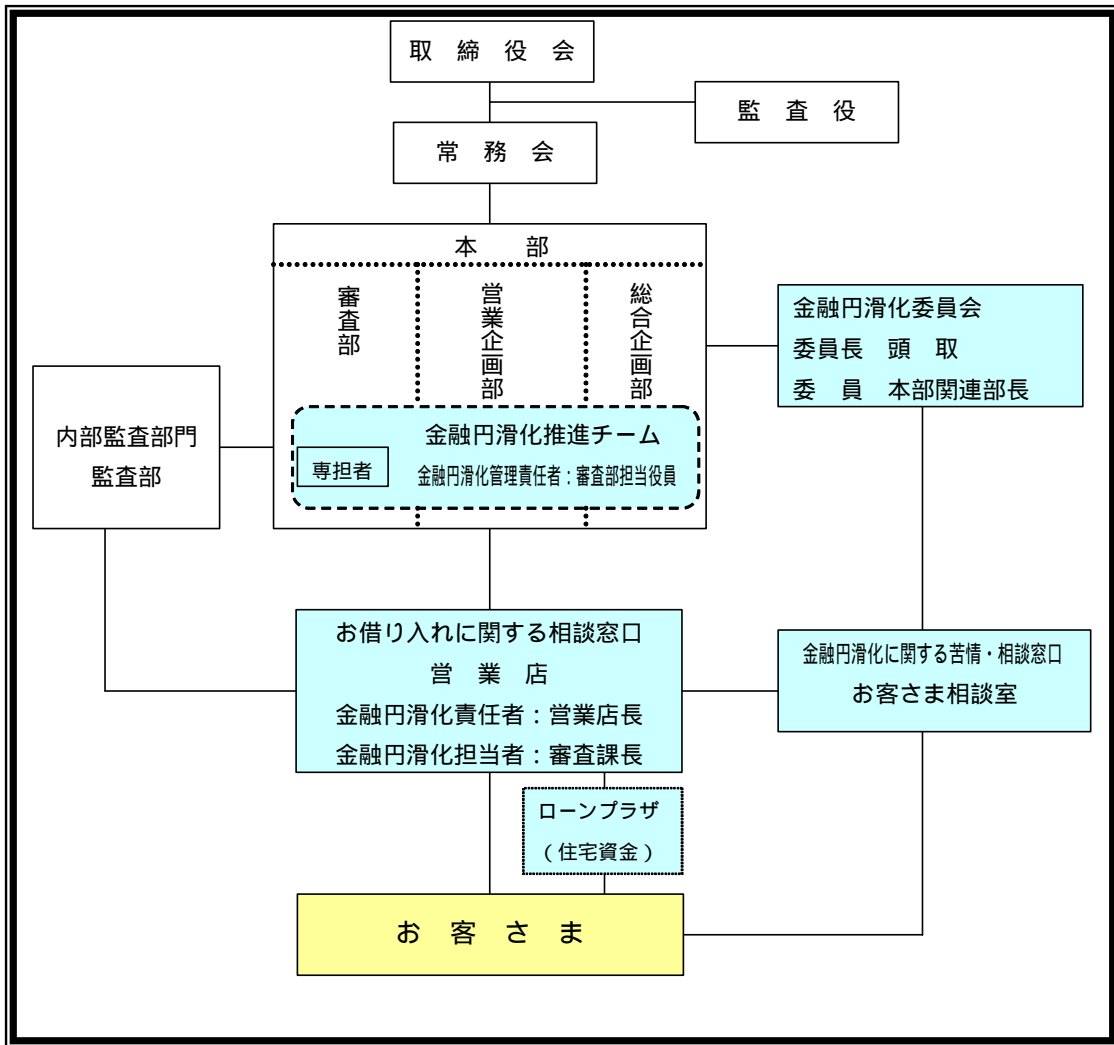 取 締 役 会
監 査 役
常 務 会
本 部
審査部
営業企画部
総合企画部
金融円滑化委員会
委員長 頭 取
委 員 本部関連部長
内部監査部門
監査部
金融円滑化推進チーム
専担者
金融円滑化管理責任者：審査部担当役員
お借り入れに関する相談窓口
営 業 店
金融円滑化責任者：営業店長
金融円滑化担当者：審査課長
金融円滑化に関する苦情・相談窓口
お客さま相談室
ローンプラザ
（住宅資金）
お 客 さ ま